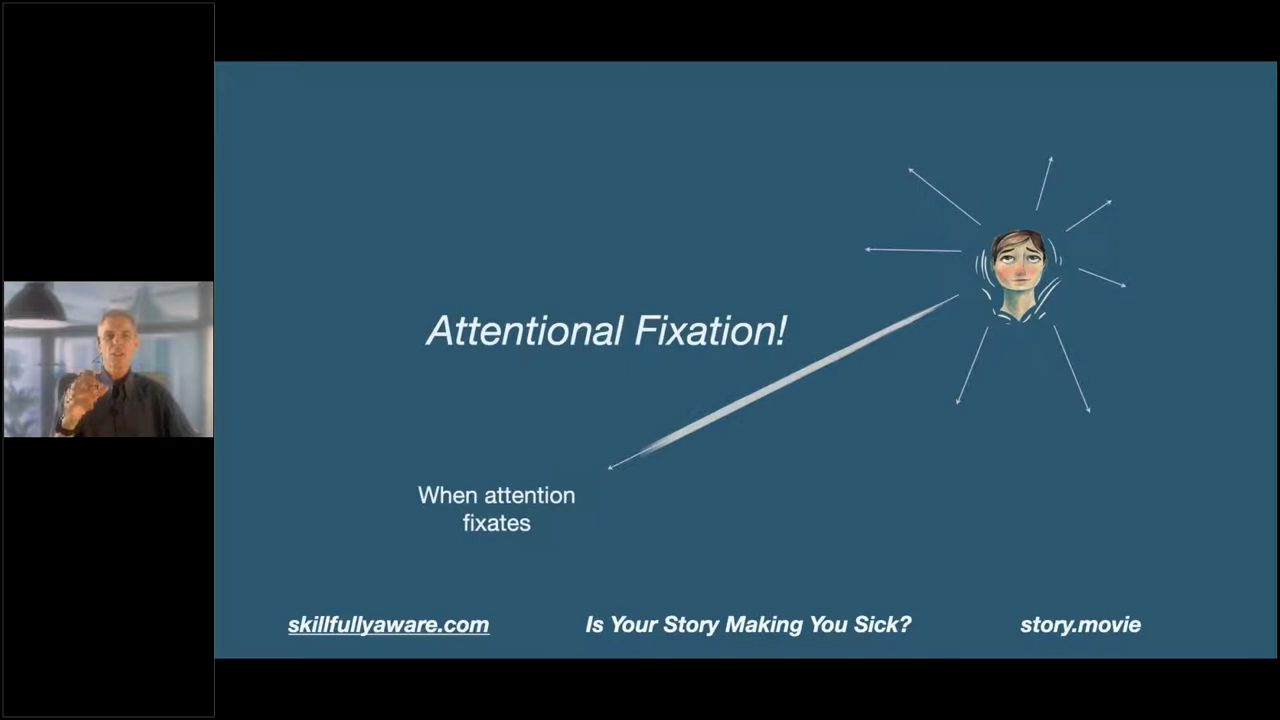 Attentional Fixation!
When attention
fixates
skillfullyaware.com
Is Your Story Making You Sick?
story.movie